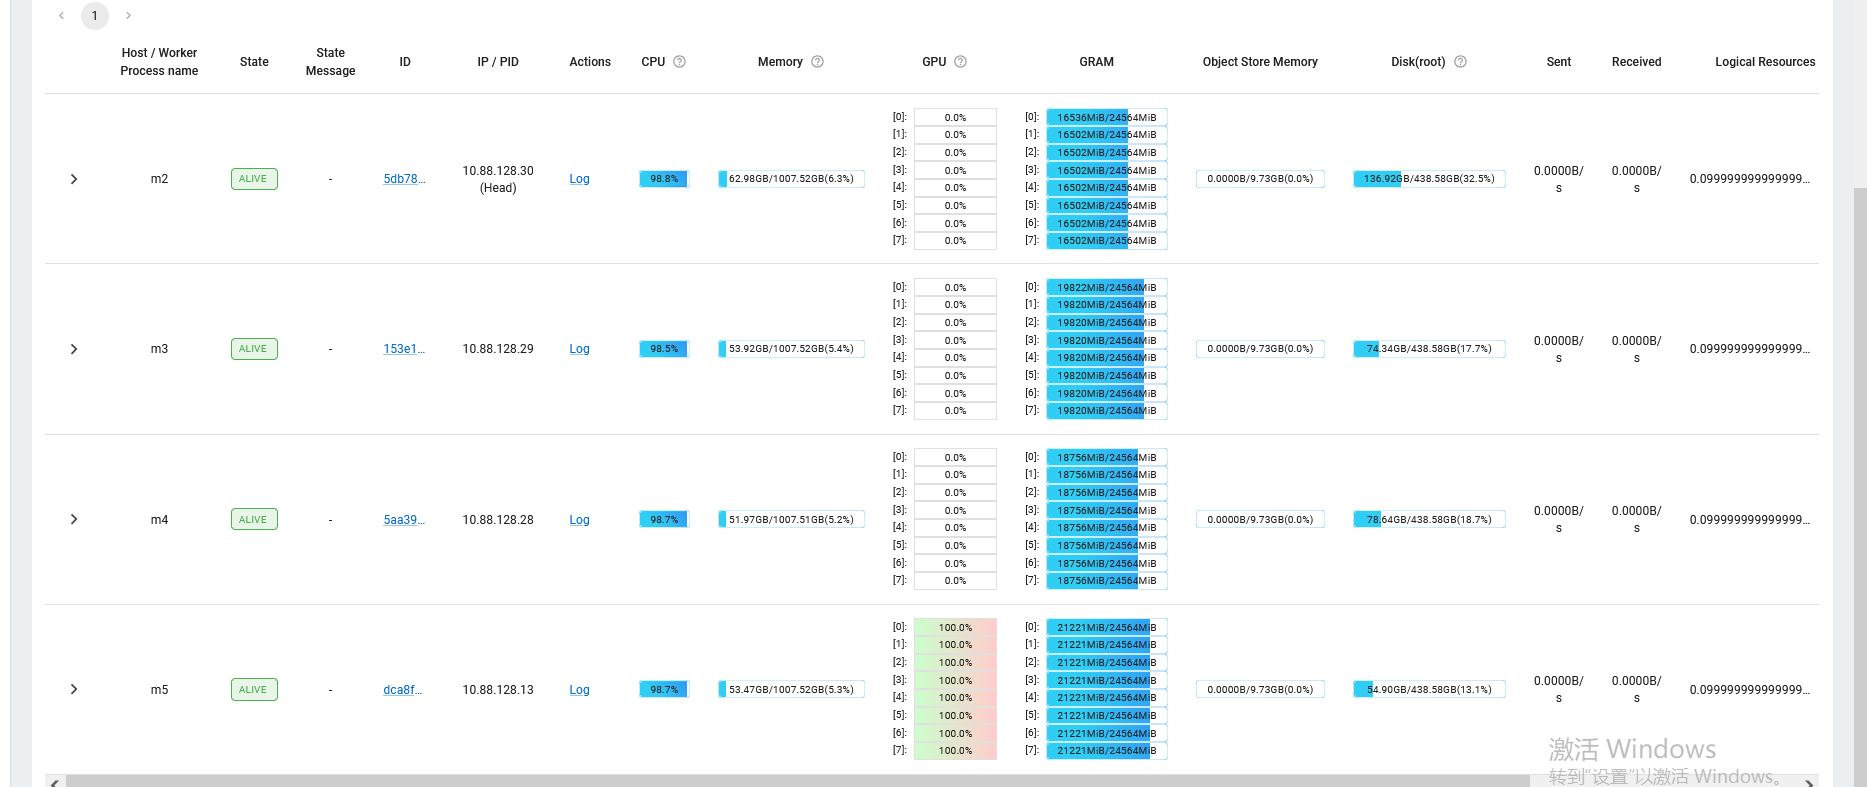 1
Host / Worker Process name State State Message ID IP / PID Actions CPU Memory GPU GRAM Object Store Memory Disk(root) Sent Received Logical Resources
m2 ALIVE - 5db78... 10.88.128.30 (Head) Log 98.8% 62.98GB/1007.52GB(6.3%)
[0]: 0.0% [0]: 16536MiB/24564MiB
[1]: 0.0% [1]: 16502MiB/24564MiB
[2]: 0.0% [2]: 16502MiB/24564MiB
[3]: 0.0% [3]: 16502MiB/24564MiB
[4]: 0.0% [4]: 16502MiB/24564MiB
[5]: 0.0% [5]: 16502MiB/24564MiB
[6]: 0.0% [6]: 16502MiB/24564MiB
[7]: 0.0% [7]: 16502MiB/24564MiB
0.0000B/9.73GB(0.0%) 136.92GB/438.58GB(32.5%) 0.0000B/s 0.0000B/s 0.099999999999999...
m3 ALIVE - 153e1... 10.88.128.29 Log 98.5% 53.92GB/1007.52GB(5.4%)
[0]: 0.0% [0]: 19822MiB/24564MiB
[1]: 0.0% [1]: 19820MiB/24564MiB
[2]: 0.0% [2]: 19820MiB/24564MiB
[3]: 0.0% [3]: 19820MiB/24564MiB
[4]: 0.0% [4]: 19820MiB/24564MiB
[5]: 0.0% [5]: 19820MiB/24564MiB
[6]: 0.0% [6]: 19820MiB/24564MiB
[7]: 0.0% [7]: 19820MiB/24564MiB
0.0000B/9.73GB(0.0%) 74.34GB/438.58GB(17.7%) 0.0000B/s 0.0000B/s 0.099999999999999...
m4 ALIVE - 5aa39... 10.88.128.28 Log 98.7% 51.97GB/1007.51GB(5.2%)
[0]: 0.0% [0]: 18756MiB/24564MiB
[1]: 0.0% [1]: 18756MiB/24564MiB
[2]: 0.0% [2]: 18756MiB/24564MiB
[3]: 0.0% [3]: 18756MiB/24564MiB
[4]: 0.0% [4]: 18756MiB/24564MiB
[5]: 0.0% [5]: 18756MiB/24564MiB
[6]: 0.0% [6]: 18756MiB/24564MiB
[7]: 0.0% [7]: 18756MiB/24564MiB
0.0000B/9.73GB(0.0%) 78.64GB/438.58GB(18.7%) 0.0000B/s 0.0000B/s 0.099999999999999...
m5 ALIVE - dca8f... 10.88.128.13 Log 98.7% 53.47GB/1007.52GB(5.3%)
[0]: 100.0% [0]: 21221MiB/24564MiB
[1]: 100.0% [1]: 21221MiB/24564MiB
[2]: 100.0% [2]: 21221MiB/24564MiB
[3]: 100.0% [3]: 21221MiB/24564MiB
[4]: 100.0% [4]: 21221MiB/24564MiB
[5]: 100.0% [5]: 21221MiB/24564MiB
[6]: 100.0% [6]: 21221MiB/24564MiB
[7]: 100.0% [7]: 21221MiB/24564MiB
0.0000B/9.73GB(0.0%) 54.90GB/438.58GB(13.1%) 0.0000B/s 0.0000B/s 0.099999999999999...
激活 Windows
转到"设置"以激活 Windows。